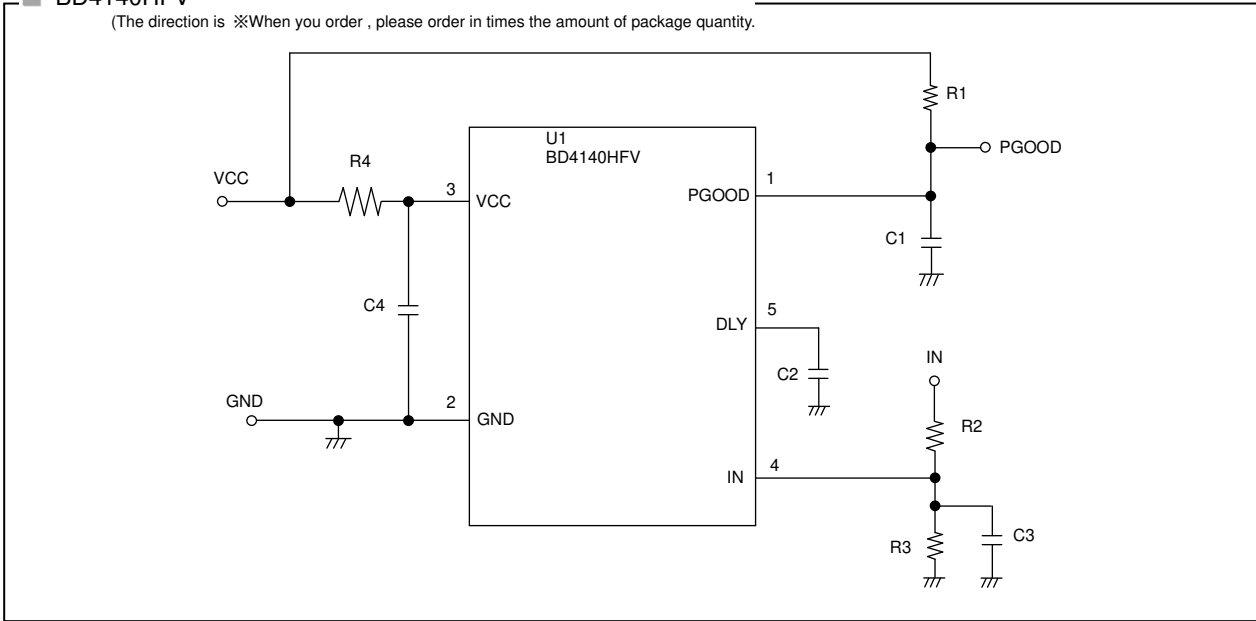 BD4140HFV
(The direction is ※When you order , please order in times the amount of package quantity.
R1
U1
BD4140HFV
R4
PGOOD
VCC
3
VCC
PGOOD
1
C1
C4
DLY
5
IN
C2
GND
2
GND
R2
IN
4
R3
C3